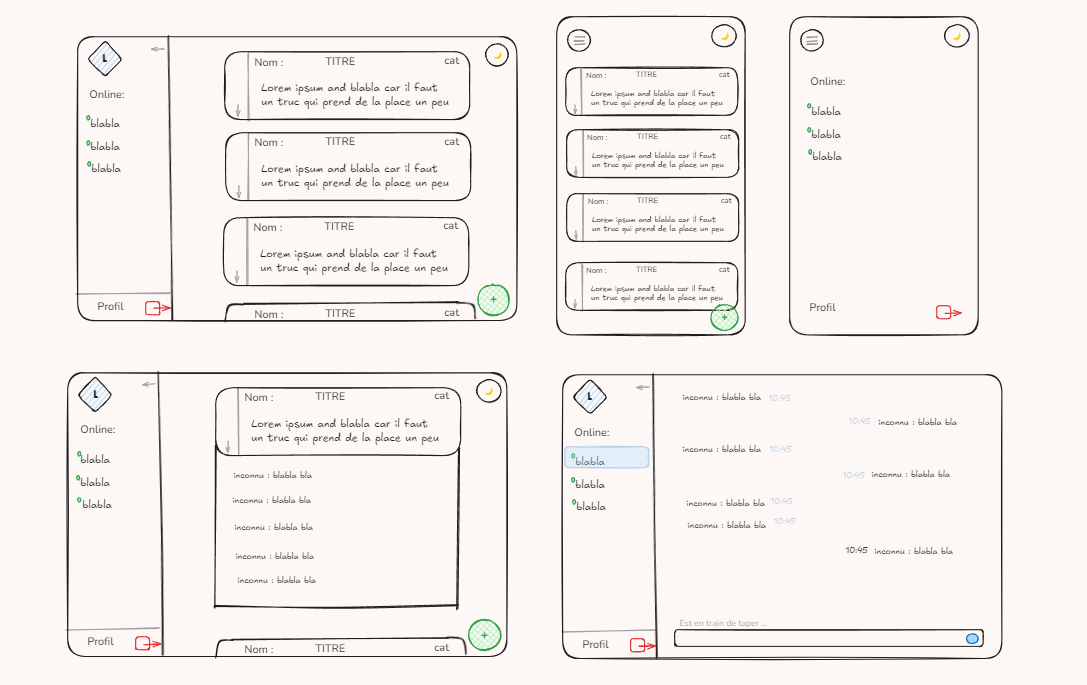 L
Online:
blabla
blabla
blabla
Profil
Nom : TITRE cat
Lorem ipsum and blabla car il faut
un truc qui prend de la place un peu
Nom : TITRE cat
Lorem ipsum and blabla car il faut
un truc qui prend de la place un peu
Nom : TITRE cat
Lorem ipsum and blabla car il faut
un truc qui prend de la place un peu
Nom : TITRE cat
+
Nom : TITRE cat
Lorem ipsum and blabla car il faut
un truc qui prend de la place un peu
Nom : TITRE cat
Lorem ipsum and blabla car il faut
un truc qui prend de la place un peu
Nom : TITRE cat
Lorem ipsum and blabla car il faut
un truc qui prend de la place un peu
Nom : TITRE cat
Lorem ipsum and blabla car il faut
un truc qui prend de la place un peu
+
Online:
blabla
blabla
blabla
Profil
L
Online:
blabla
blabla
blabla
Profil
Nom : TITRE cat
Lorem ipsum and blabla car il faut
un truc qui prend de la place un peu
inconnu : blabla bla
inconnu : blabla bla
inconnu : blabla bla
inconnu : blabla bla
inconnu : blabla bla
Nom : TITRE cat
+
L
Online:
blabla
blabla
blabla
Profil
inconnu : blabla bla 10:45
10:45 inconnu : blabla bla
inconnu : blabla bla 10:45
10:45 inconnu : blabla bla
inconnu : blabla bla 10:45
inconnu : blabla bla 10:45
10:45 inconnu : blabla bla
Est en train de taper ...